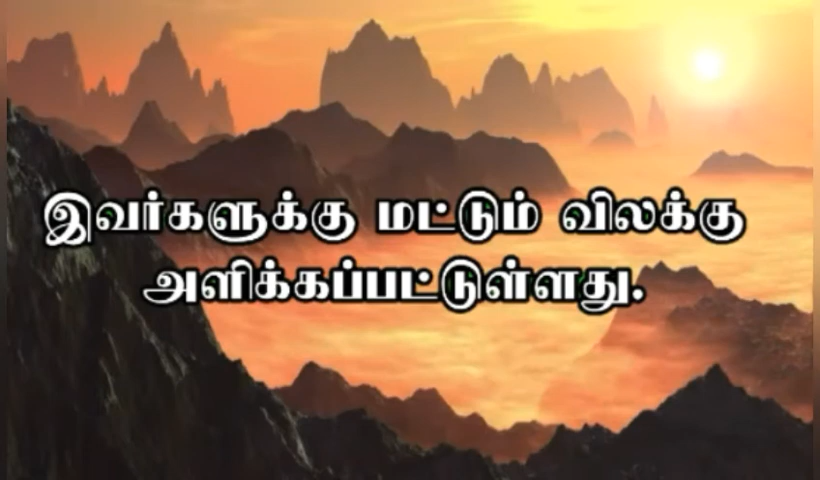 இவர்களுக்கு மட்டும் விலக்கு
அளிக்கப்பட்டுள்ளது.